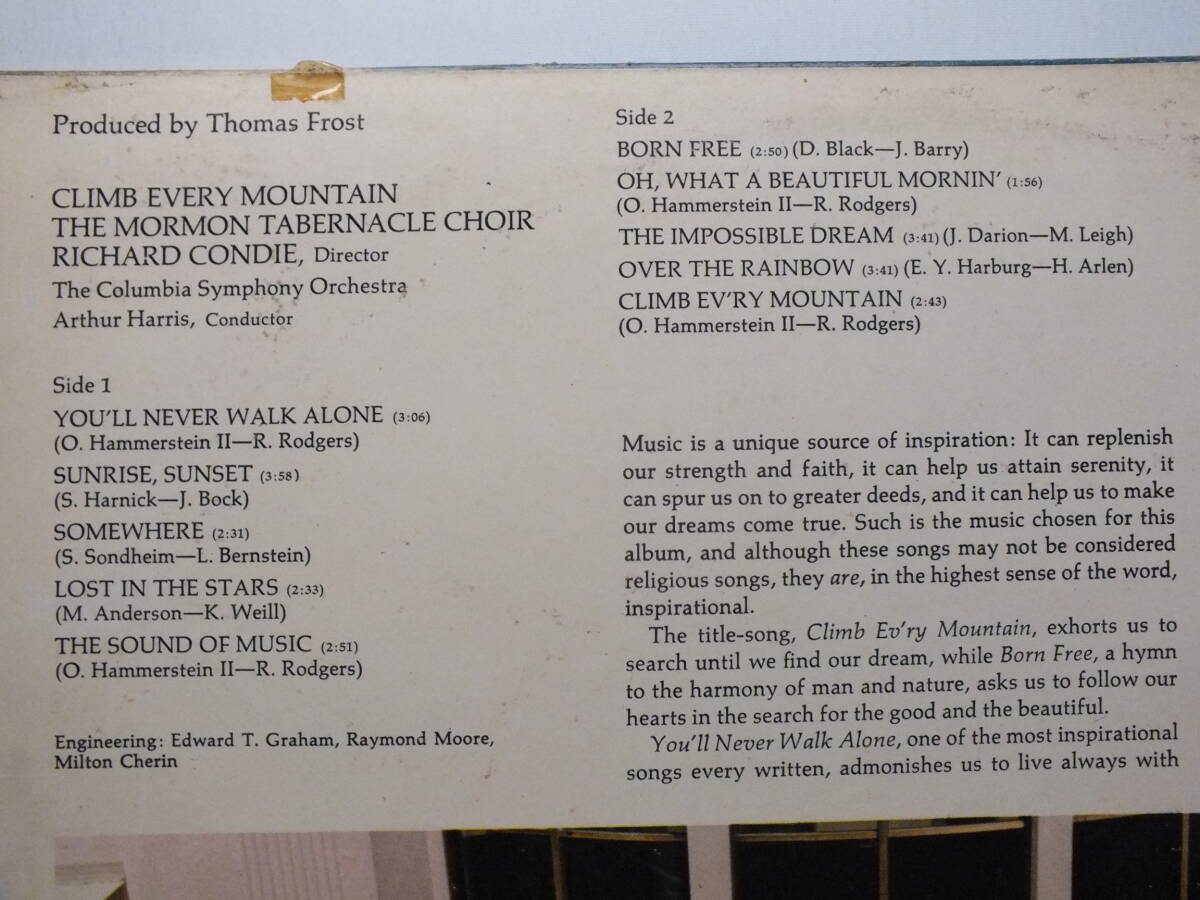 Produced by Thomas Frost
CLIMB EVERY MOUNTAIN
THE MORMON TABERNACLE CHOIR
RICHARD CONDIE, Director
The Columbia Symphony Orchestra
Arthur Harris, Conductor
Side 1
YOU'LL NEVER WALK ALONE (3:06)
(O. Hammerstein II—R. Rodgers)
SUNRISE, SUNSET (3:58)
(S. Harnick—J. Bock)
SOMEWHERE (2:31)
(S. Sondheim—L. Bernstein)
LOST IN THE STARS (2:33)
(M. Anderson—K. Weill)
THE SOUND OF MUSIC (2:51)
(O. Hammerstein II—R. Rodgers)
Engineering: Edward T. Graham, Raymond Moore,
Milton Cherin
Side 2
BORN FREE (2:50) (D. Black—J. Barry)
OH, WHAT A BEAUTIFUL MORNIN' (1:56)
(O. Hammerstein II—R. Rodgers)
THE IMPOSSIBLE DREAM (3:41) (J. Darion—M. Leigh)
OVER THE RAINBOW (3:41) (E. Y. Harburg—H. Arlen)
CLIMB EV'RY MOUNTAIN (2:43)
(O. Hammerstein II—R. Rodgers)
Music is a unique source of inspiration: It can replenish
our strength and faith, it can help us attain serenity, it
can spur us on to greater deeds, and it can help us to make
our dreams come true. Such is the music chosen for this
album, and although these songs may not be considered
religious songs, they are, in the highest sense of the word,
inspirational.
The title-song, Climb Ev'ry Mountain, exhorts us to
search until we find our dream, while Born Free, a hymn
to the harmony of man and nature, asks us to follow our
hearts in the search for the good and the beautiful.
You'll Never Walk Alone, one of the most inspirational
songs every written, admonishes us to live always with